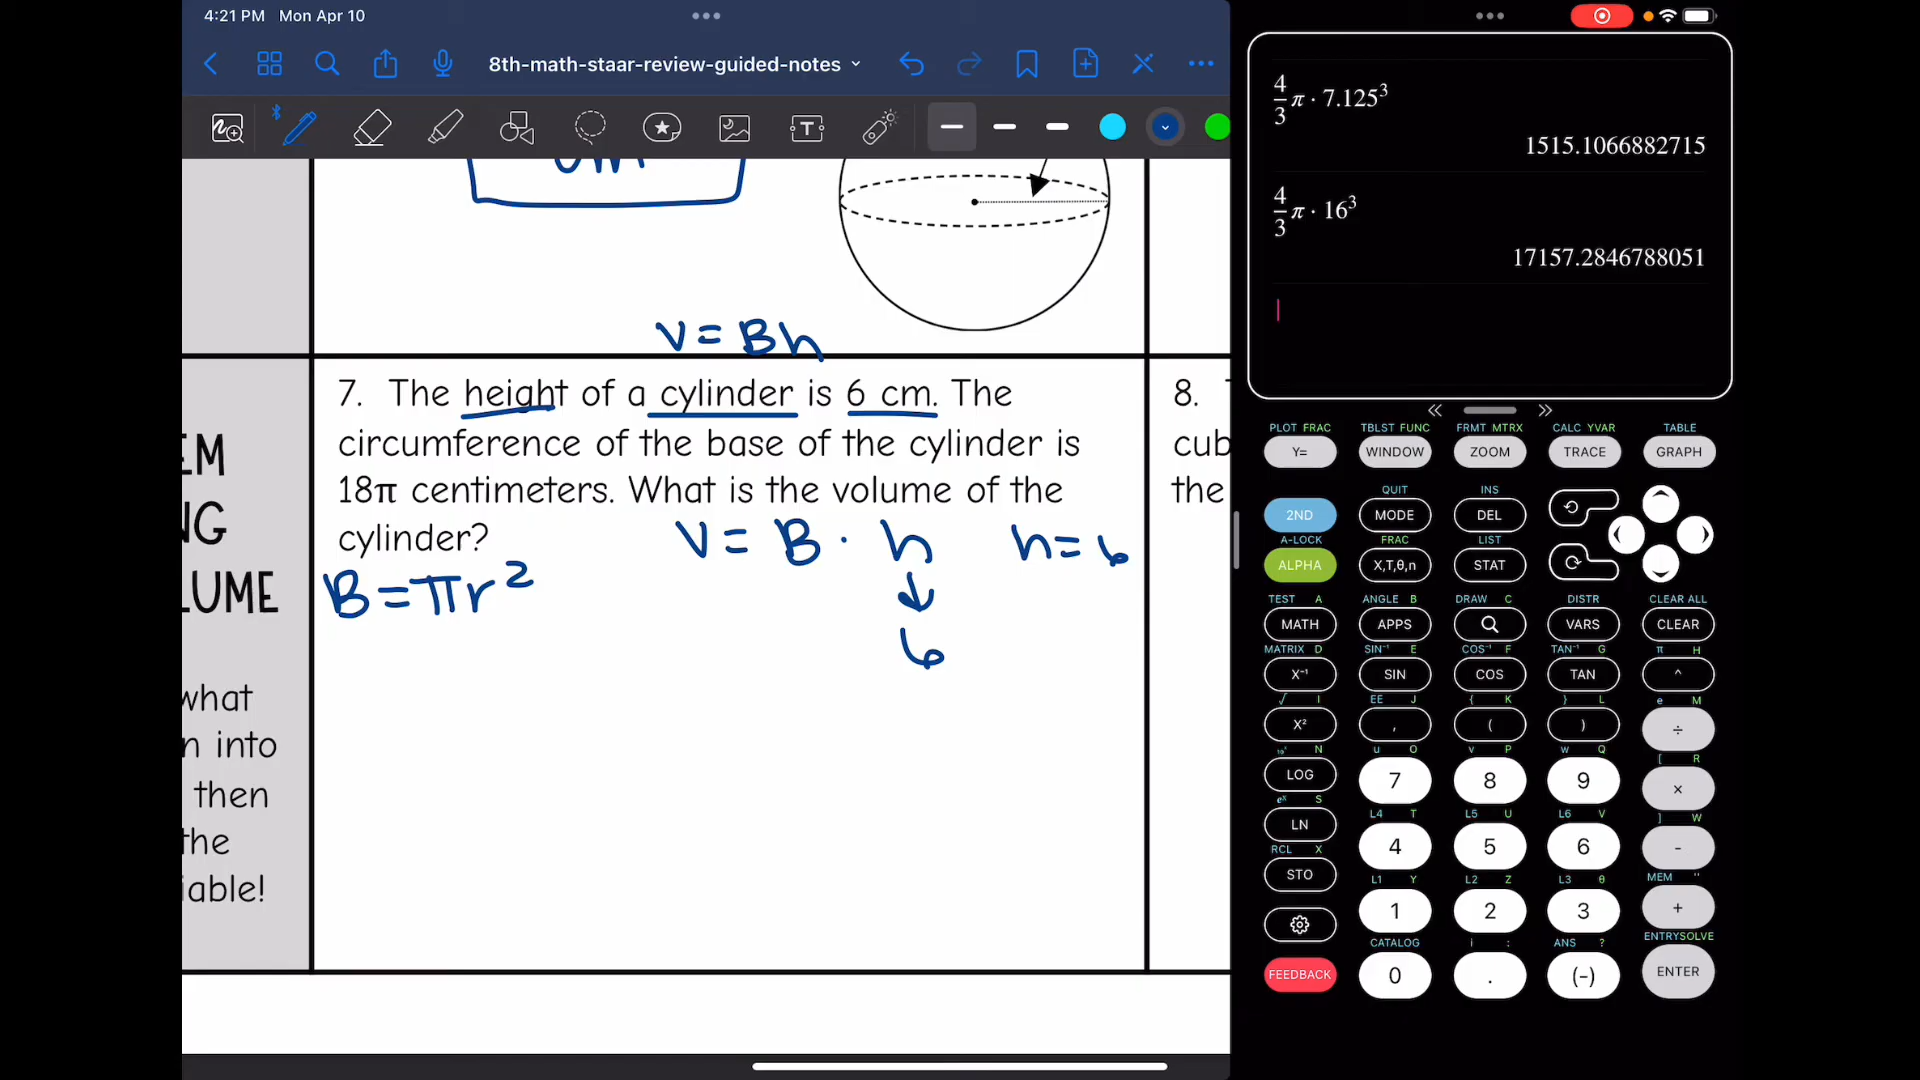 4:21 PM Mon Apr 10
8th-math-staar-review-guided-notes
V = Bh
7. The height of a cylinder is 6 cm. The
circumference of the base of the cylinder is
18π centimeters. What is the volume of the
cylinder?
V = B · h h = 6
B = πr²
6
8.
cub
the
EM
NG
LUME
what
n into
then
the
iable!
4/3 π · 7.125³
1515.1066882715
4/3 π · 16³
17157.2846788051
PLOT FRAC TBLST FUNC FRMT MTRX CALC YVAR TABLE
Y= WINDOW ZOOM TRACE GRAPH
QUIT INS
2ND MODE DEL
A-LOCK FRAC LIST
ALPHA X,T,θ,n STAT
TEST A ANGLE B DRAW C DISTR CLEAR ALL
MATH APPS VARS CLEAR
MATRIX D SIN⁻¹ E COS⁻¹ F TAN⁻¹ G π H
X⁻¹ SIN COS TAN ^
√ I EE J { K } L e M
X² , ( ) ÷
10ˣ N u O v P w Q [ R
LOG 7 8 9 ×
eˣ S L4 T L5 U L6 V ] W
LN 4 5 6 -
RCL X L1 Y L2 Z L3 θ MEM "
STO 1 2 3 +
CATALOG i : ANS ? ENTRY SOLVE
FEEDBACK 0 . (-) ENTER